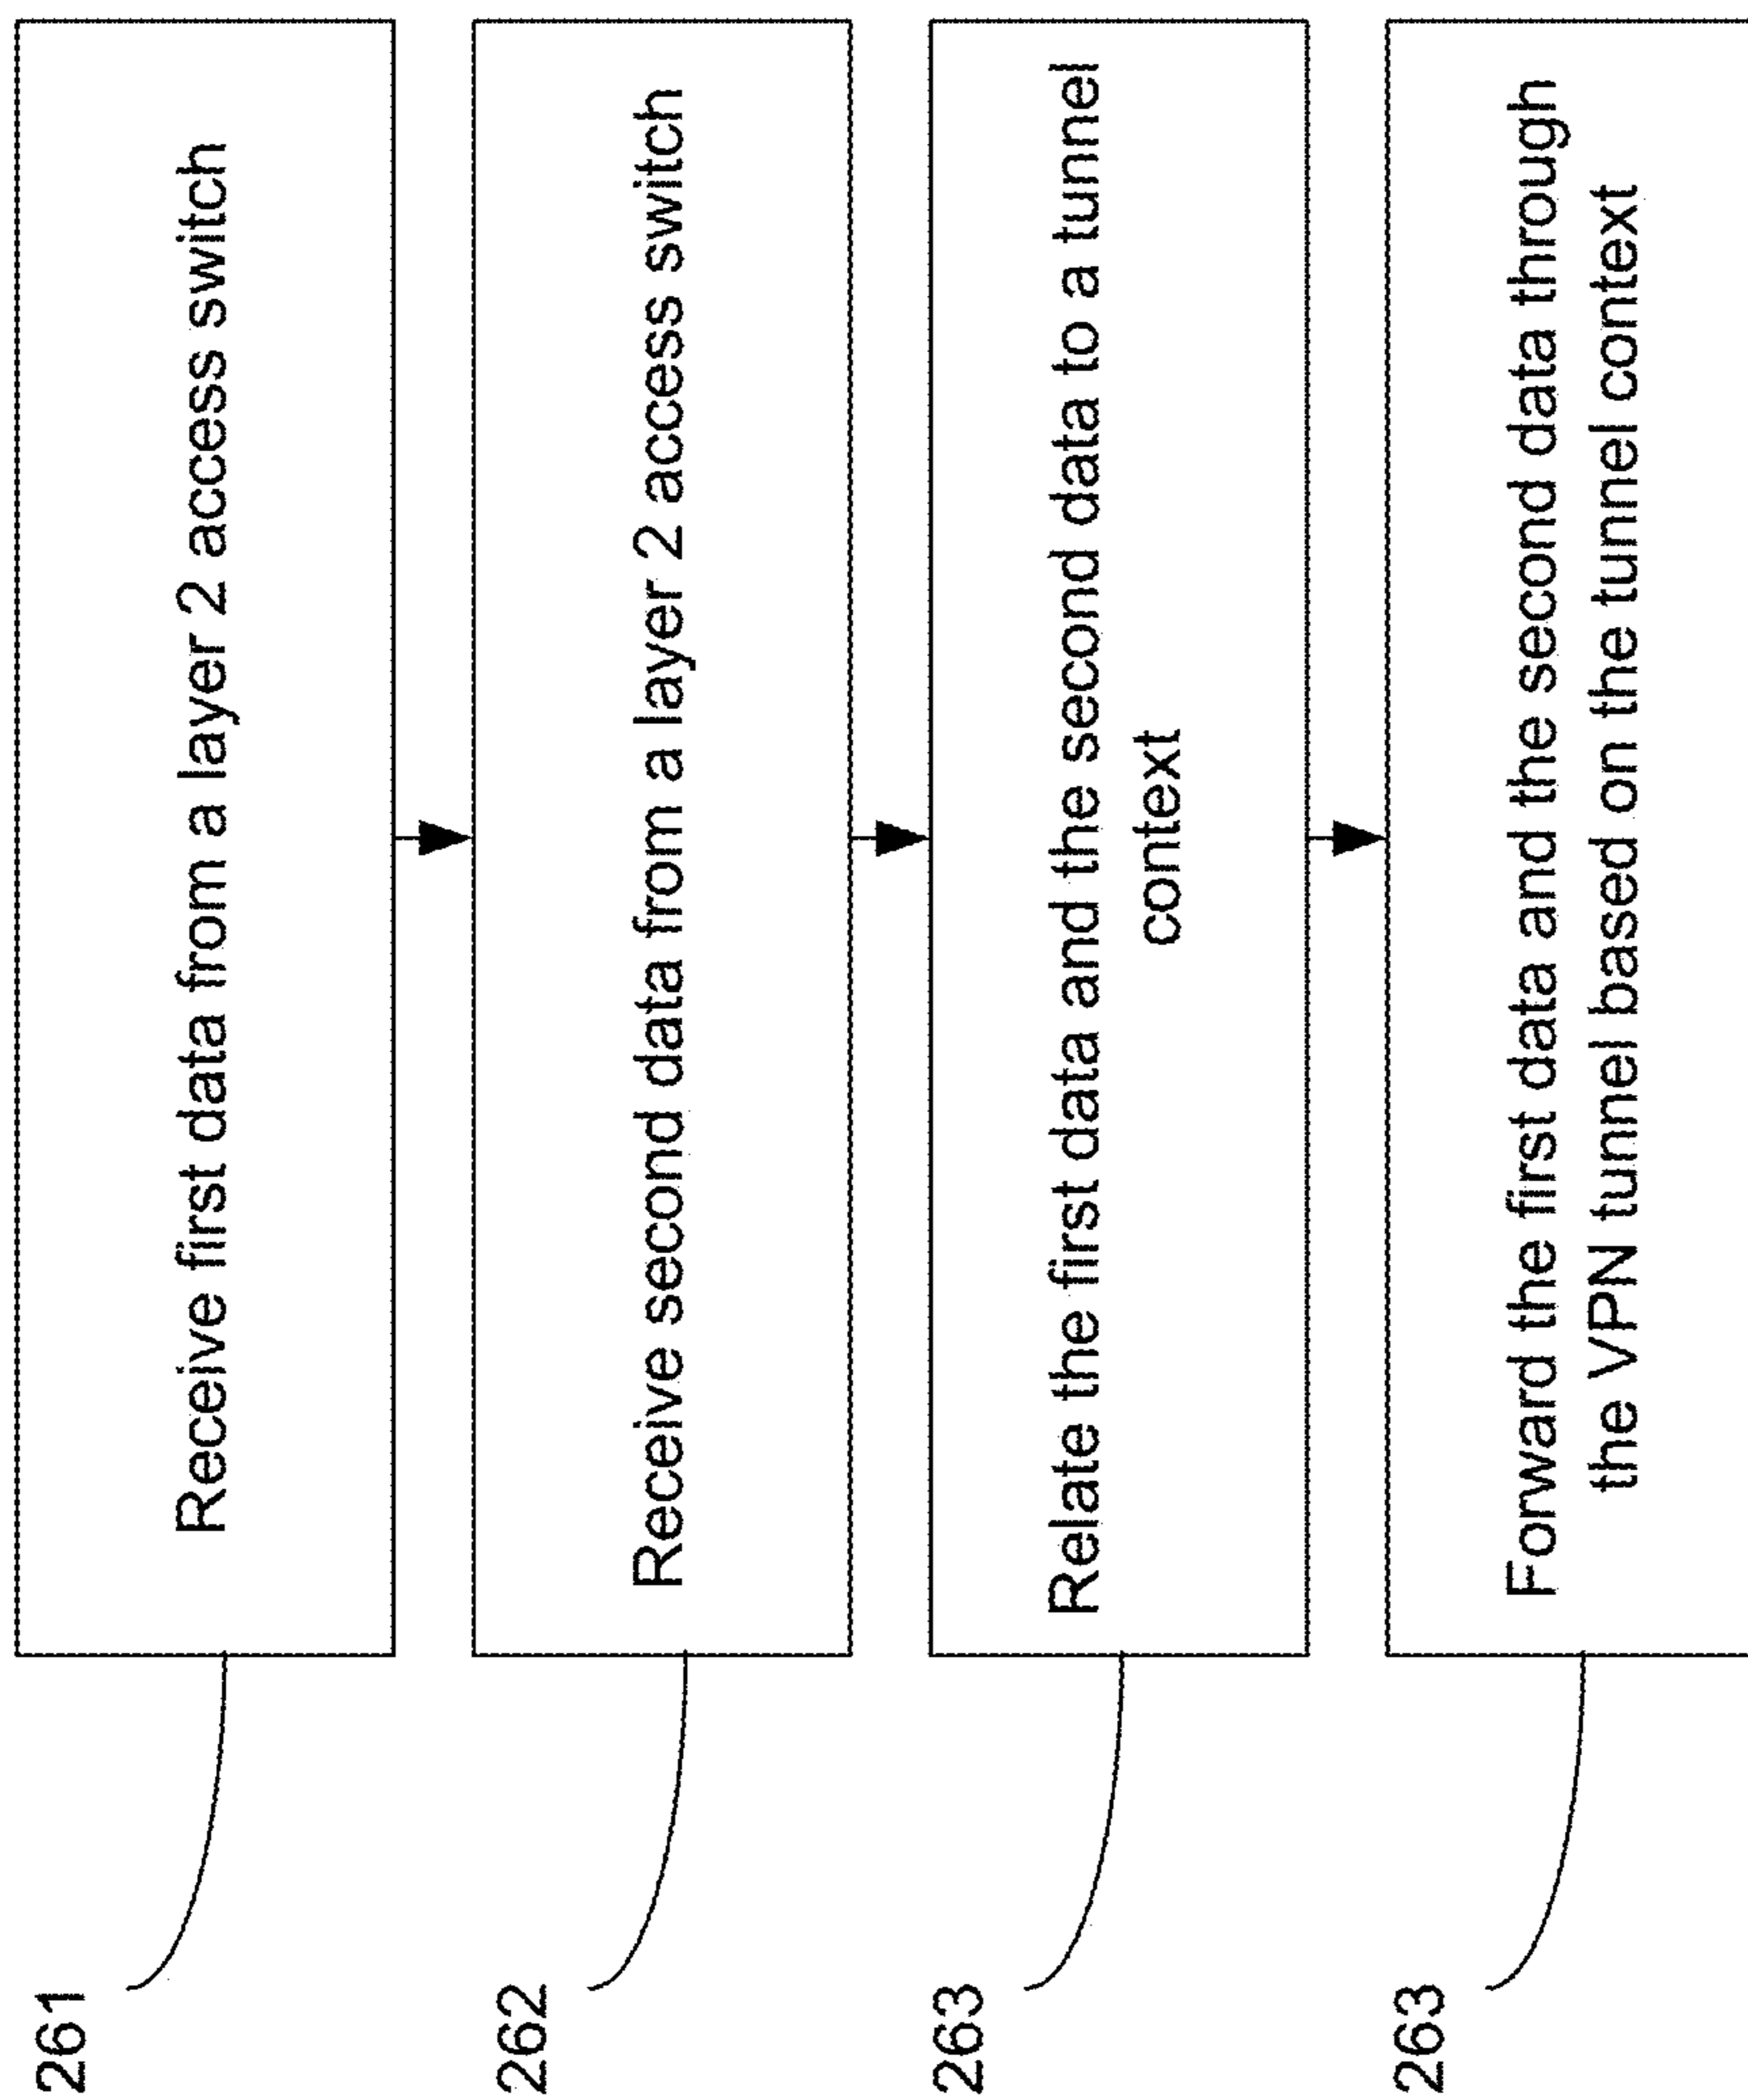 261
Receive first data from a layer 2 access switch
262
Receive second data from a layer 2 access switch
263
Relate the first data and the second data to a tunnel
context
263
Forward the first data and the second data through
the VPN tunnel based on the tunnel context